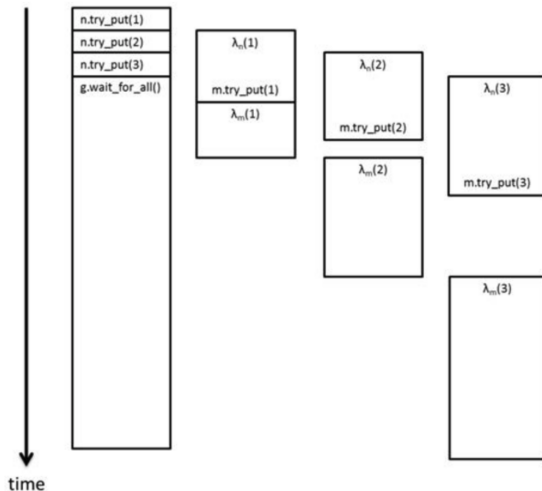 n.try_put(1)
n.try_put(2)
n.try_put(3)
g.wait_for_all()
λₙ(1)
m.try_put(1)
λₘ(1)
λₙ(2)
m.try_put(2)
λₘ(2)
λₙ(3)
m.try_put(3)
λₘ(3)
time